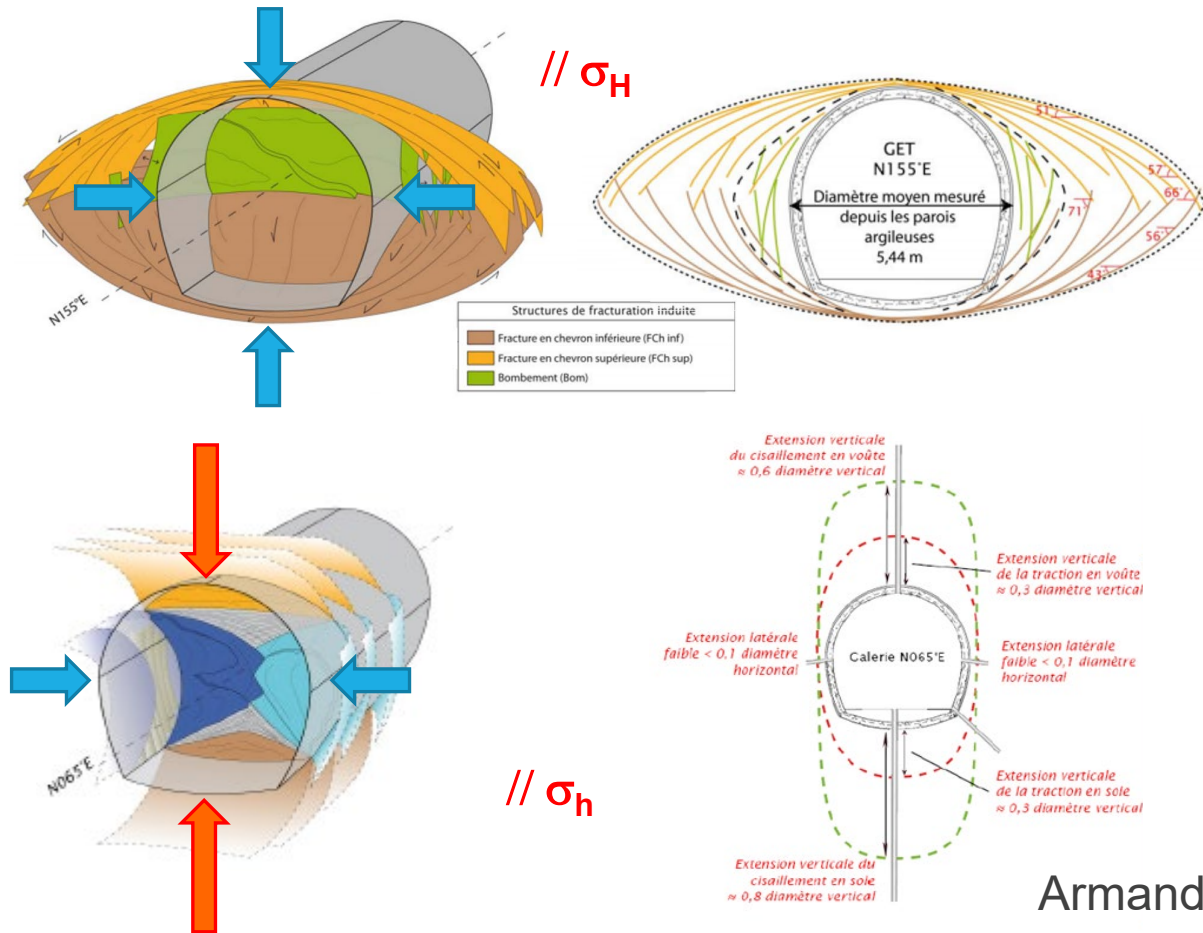 // σH
N155°E
GET
N155°E
Diamètre moyen mesuré
depuis les parois
argileuses
5,44 m
51
57
66
71
56
43
Structures de fracturation induite
Fracture en chevron inférieure (FCh inf)
Fracture en chevron supérieure (FCh sup)
Bombement (Bom)
N065°E
// σh
Extension verticale
du cisaillement en voûte
≈ 0,6 diamètre vertical
Extension verticale
de la traction en voûte
≈ 0,3 diamètre vertical
Extension latérale
faible < 0,1 diamètre
horizontal
Galerie N065°E
Extension latérale
faible < 0,1 diamètre
horizontal
Extension verticale
de la traction en sole
≈ 0,3 diamètre vertical
Extension verticale du
cisaillement en sole
≈ 0,8 diamètre vertical
Armand